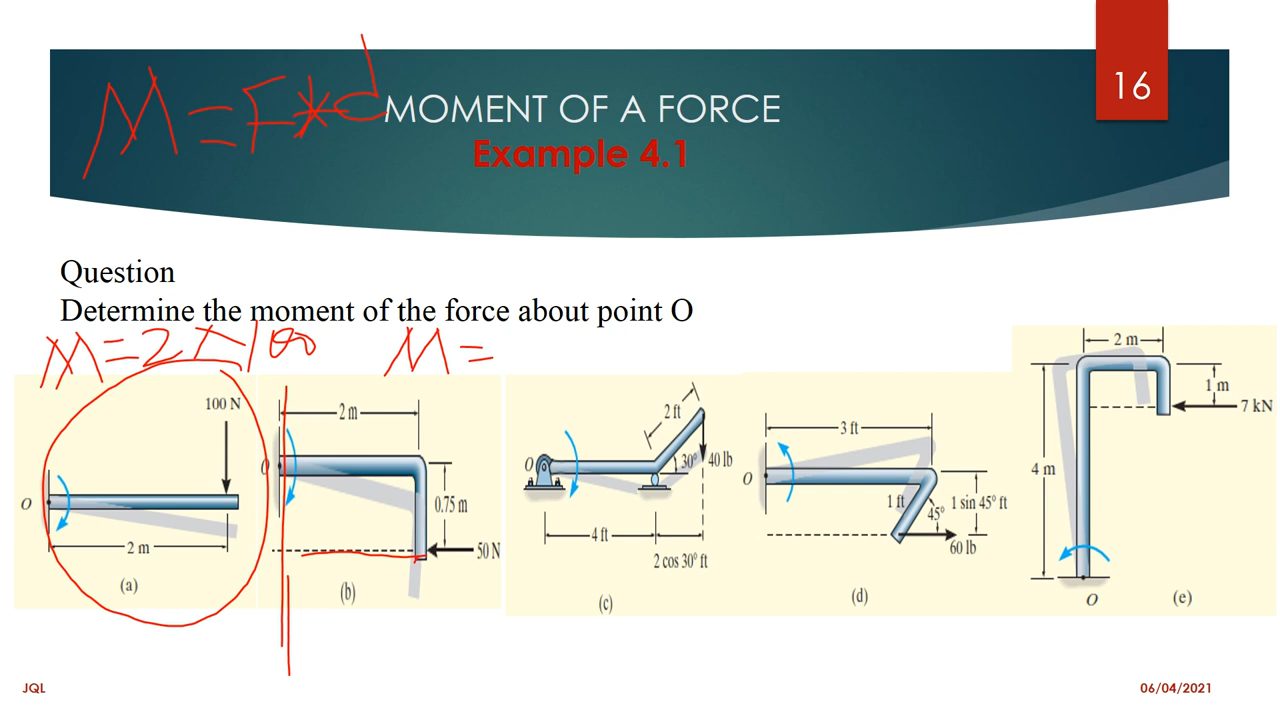 16
M=F*d
MOMENT OF A FORCE
Example 4.1
Question
Determine the moment of the force about point O
M=2×100
M=
100 N
O
2 m
(a)
2 m
O
0.75 m
50 N
(b)
2 ft
O
30°
40 lb
4 ft
2 cos 30° ft
(c)
3 ft
O
1 ft
45°
1 sin 45° ft
60 lb
(d)
2 m
1 m
7 kN
4 m
O
(e)
JQL
06/04/2021